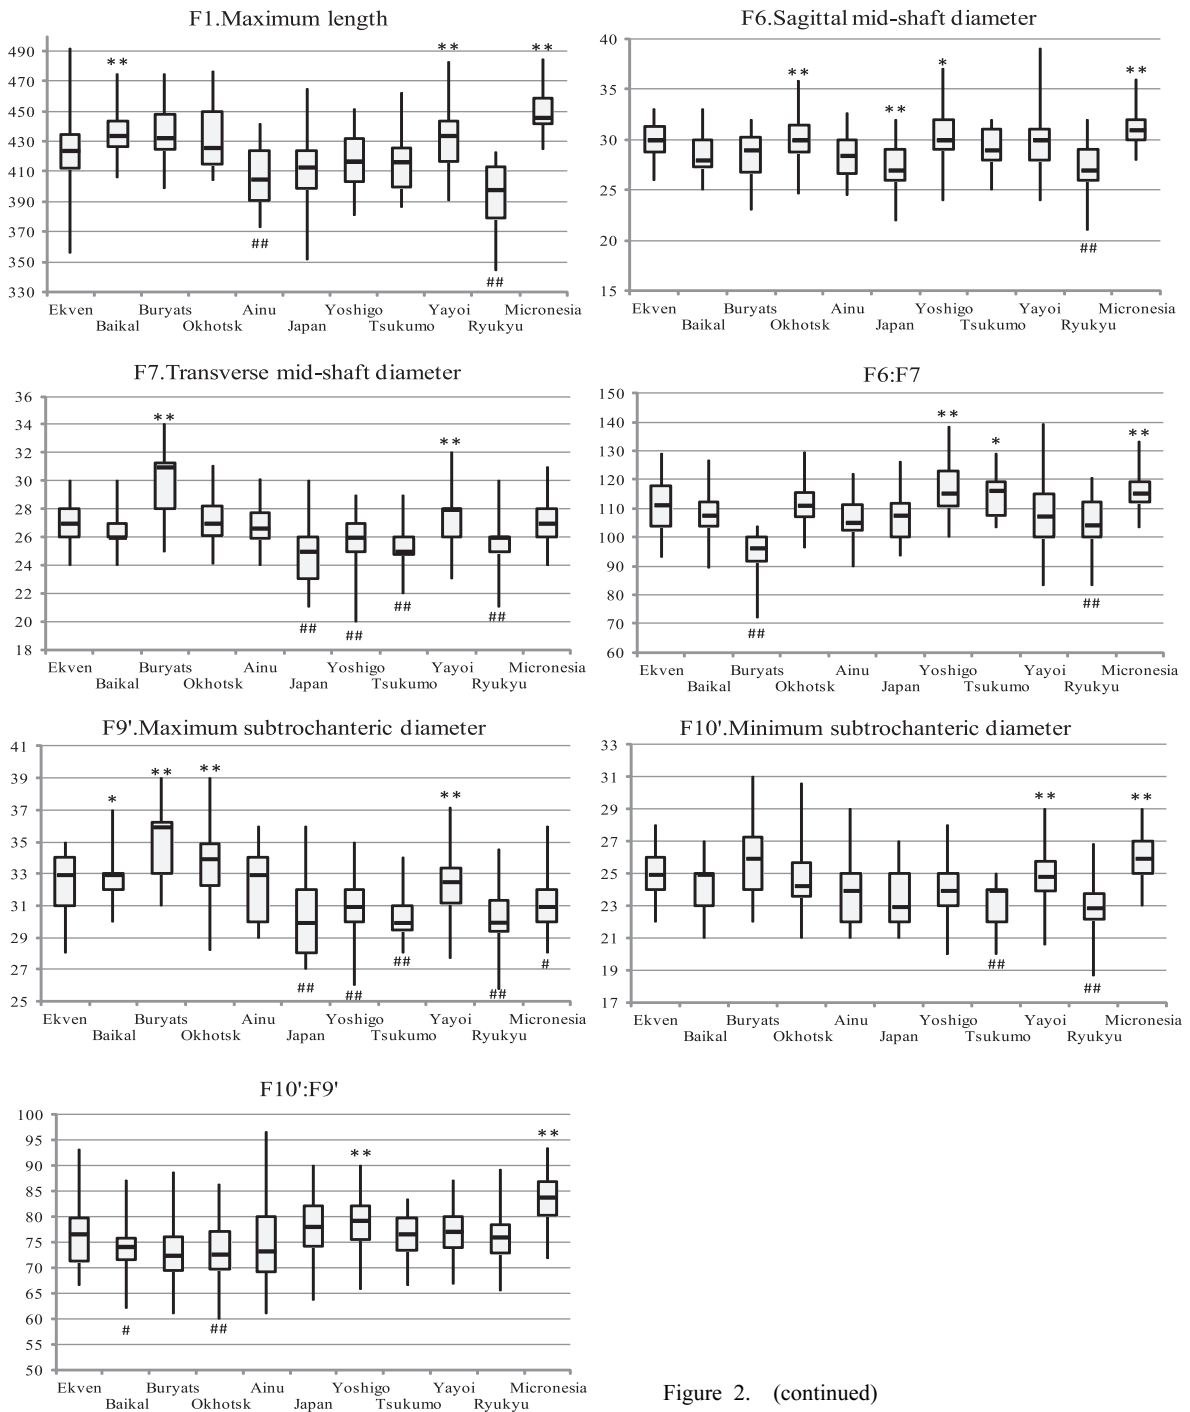 F1.Maximum length
490
470
450
430
410
390
370
350
330
** ** **
## ##
Ekven Buryats Ainu Yoshigo Yayoi Micronesia
Baikal Okhotsk Japan Tsukumo Ryukyu
F6.Sagittal mid-shaft diameter
40
35
30
25
20
15
** ** * **
##
Ekven Buryats Ainu Yoshigo Yayoi Micronesia
Baikal Okhotsk Japan Tsukumo Ryukyu
F7.Transverse mid-shaft diameter
36
34
32
30
28
26
24
22
20
18
** **
## ## ## ##
Ekven Buryats Ainu Yoshigo Yayoi Micronesia
Baikal Okhotsk Japan Tsukumo Ryukyu
F6:F7
150
140
130
120
110
100
90
80
70
60
** * **
## ##
Ekven Buryats Ainu Yoshigo Yayoi Micronesia
Baikal Okhotsk Japan Tsukumo Ryukyu
F9'.Maximum subtrochanteric diameter
41
39
37
35
33
31
29
27
25
* ** ** **
## ## ## ## #
Ekven Buryats Ainu Yoshigo Yayoi Micronesia
Baikal Okhotsk Japan Tsukumo Ryukyu
F10'.Minimum subtrochanteric diameter
33
31
29
27
25
23
21
19
17
** **
## ##
Ekven Buryats Ainu Yoshigo Yayoi Micronesia
Baikal Okhotsk Japan Tsukumo Ryukyu
F10':F9'
100
95
90
85
80
75
70
65
60
55
50
** **
# ##
Ekven Buryats Ainu Yoshigo Yayoi Micronesia
Baikal Okhotsk Japan Tsukumo Ryukyu
Figure 2. (continued)